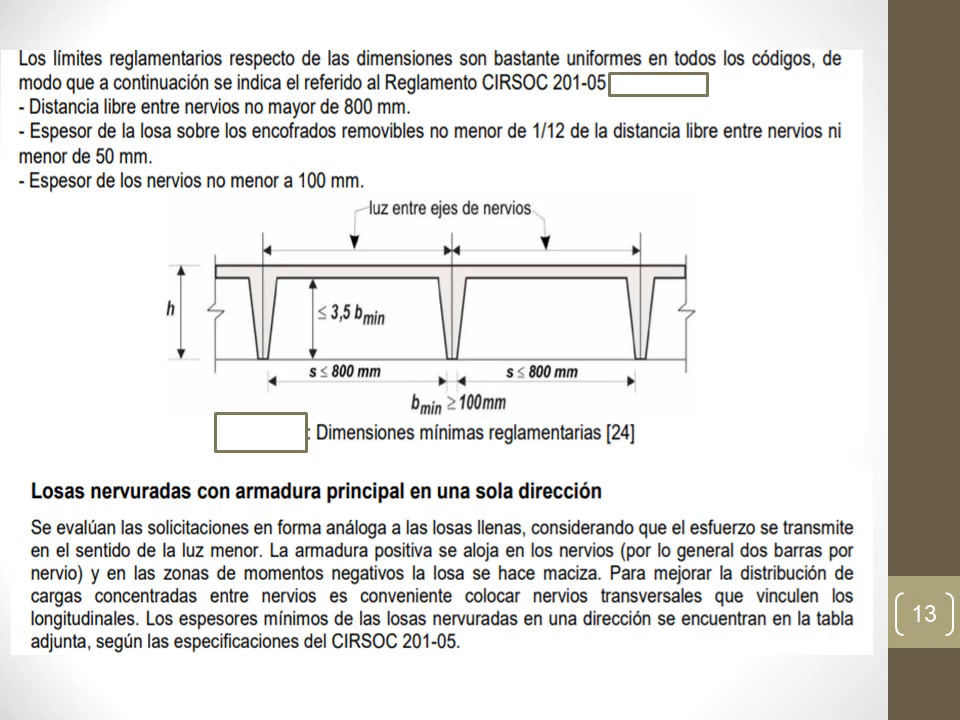 Los límites reglamentarios respecto de las dimensiones son bastante uniformes en todos los códigos, de
modo que a continuación se indica el referido al Reglamento CIRSOC 201-05
- Distancia libre entre nervios no mayor de 800 mm.
- Espesor de la losa sobre los encofrados removibles no menor de 1/12 de la distancia libre entre nervios ni
menor de 50 mm.
- Espesor de los nervios no menor a 100 mm.
luz entre ejes de nervios
h
≤ 3,5 bmin
s ≤ 800 mm
s ≤ 800 mm
bmin ≥ 100mm
: Dimensiones mínimas reglamentarias [24]
Losas nervuradas con armadura principal en una sola dirección
Se evalúan las solicitaciones en forma análoga a las losas llenas, considerando que el esfuerzo se transmite
en el sentido de la luz menor. La armadura positiva se aloja en los nervios (por lo general dos barras por
nervio) y en las zonas de momentos negativos la losa se hace maciza. Para mejorar la distribución de
cargas concentradas entre nervios es conveniente colocar nervios transversales que vinculen los
longitudinales. Los espesores mínimos de las losas nervuradas en una dirección se encuentran en la tabla
adjunta, según las especificaciones del CIRSOC 201-05.
13